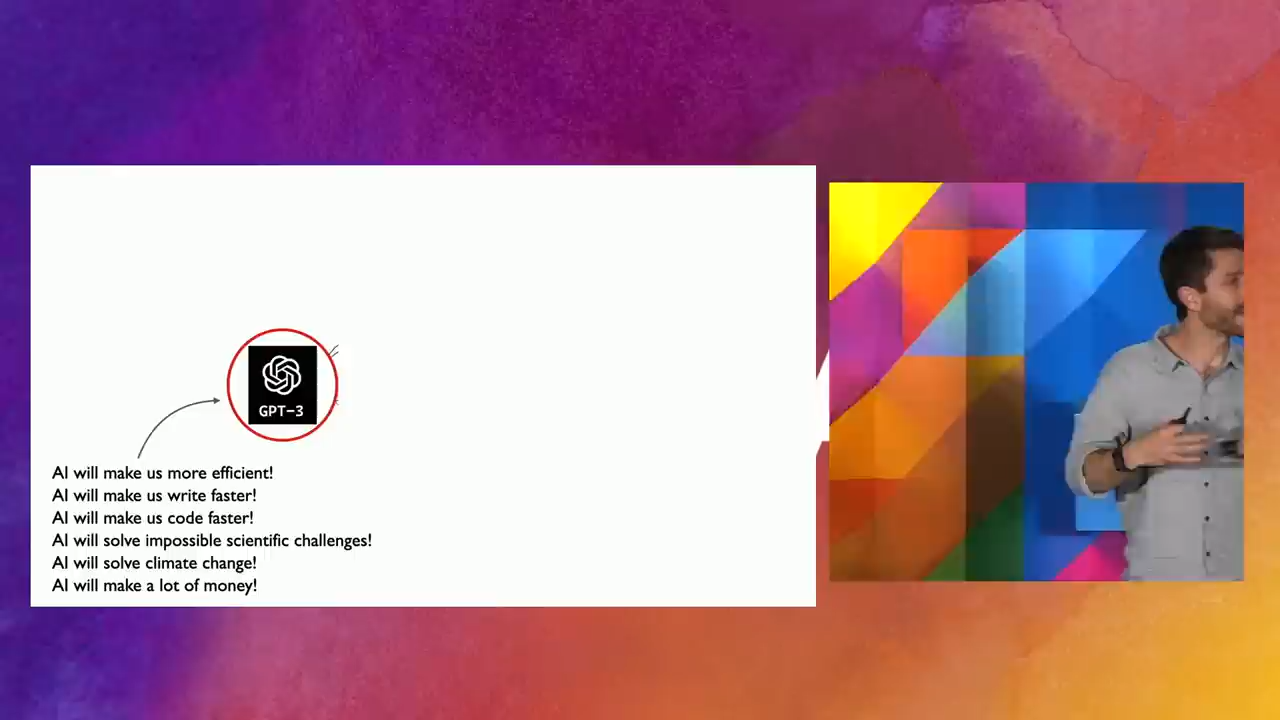 GPT-3
AI will make us more efficient!
AI will make us write faster!
AI will make us code faster!
AI will solve impossible scientific challenges!
AI will solve climate change!
AI will make a lot of money!